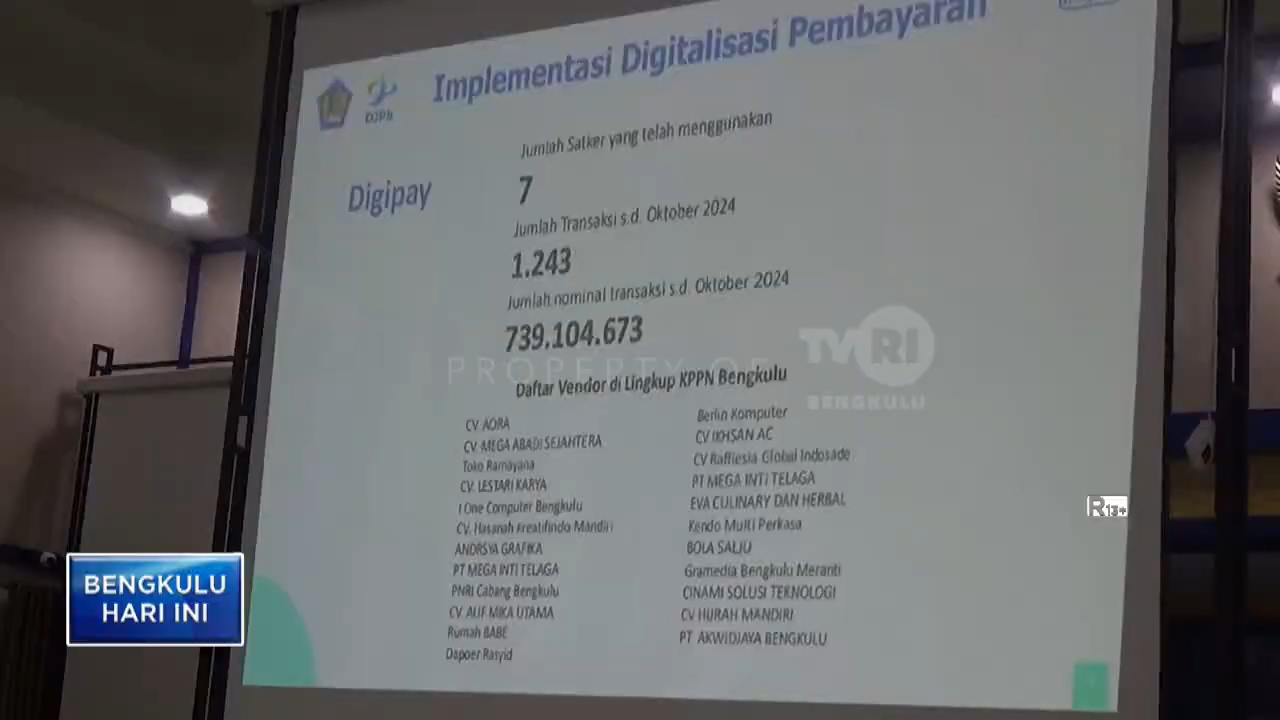 Implementasi Digitalisasi Pembayaran
DJPb
Jumlah Satker yang telah menggunakan
Digipay
7
Jumlah Transaksi s.d. Oktober 2024
1.243
Jumlah nominal transaksi s.d. Oktober 2024
739.104.673
PROPERTY OF
TVRI
BENGKULU
Daftar Vendor di Lingkup KPPN Bengkulu
CV AORA
CV. MEGA ABADI SEJAHTERA
Toko Ramayana
CV. LESTARI KARYA
I One Computer Bengkulu
CV. Hasanah Kreatifindo Mandiri
ANDRSYA GRAFIKA
PT MEGA INTI TELAGA
PNRI Cabang Bengkulu
CV ALIF MIKA UTAMA
Rumah BABE
Dapoer Rasyid
Berlin Komputer
CV IKHSAN AC
CV Rafflesia Global Indosade
PT MEGA INTI TELAGA
EVA CULINARY DAN HERBAL
Kendo Multi Perkasa
BOLA SALJU
Gramedia Bengkulu Meranti
CINAMI SOLUSI TEKNOLOGI
CV HURAH MANDIRI
PT AKWIDJAYA BENGKULU
R13+
BENGKULU
HARI INI